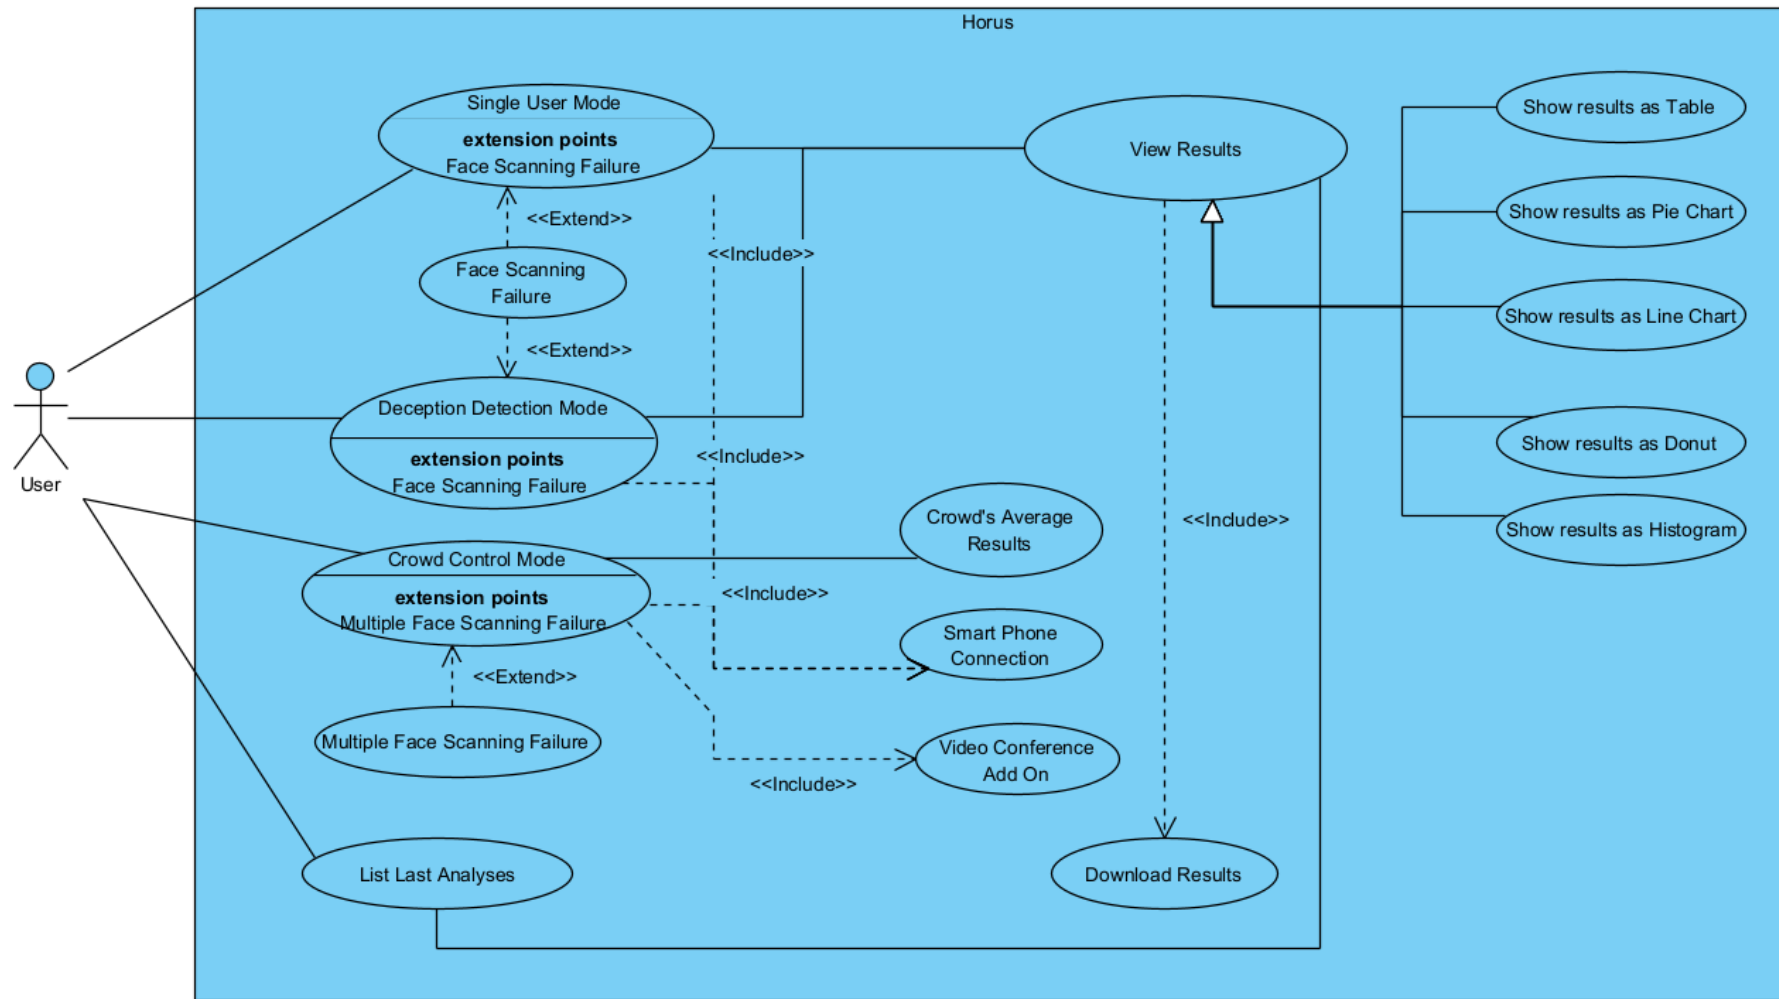 Horus
Single User Mode
extension points
Face Scanning Failure
<<Extend>>
Face Scanning
Failure
<<Extend>>
Deception Detection Mode
extension points
Face Scanning Failure
User
Crowd Control Mode
extension points
Multiple Face Scanning Failure
<<Extend>>
Multiple Face Scanning Failure
List Last Analyses
<<Include>>
<<Include>>
<<Include>>
<<Include>>
Crowd's Average
Results
Smart Phone
Connection
Video Conference
Add On
View Results
<<Include>>
Download Results
Show results as Table
Show results as Pie Chart
Show results as Line Chart
Show results as Donut
Show results as Histogram